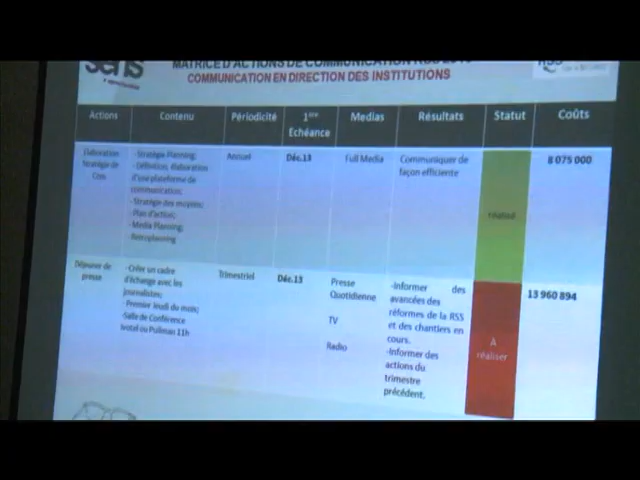 sens
MATRICE D'ACTIONS DE COMMUNICATION RSS
COMMUNICATION EN DIRECTION DES INSTITUTIONS
RSS
Actions
Contenu
Périodicité
1ère
Echéance
Medias
Résultats
Statut
Coûts
Elaboration
Stratégie de
Com
- Stratégie Planning;
- Définition, élaboration
d'une plateforme de
communication;
- Stratégie des moyens;
- Plan d'action;
- Media Planning;
- Retroplanning
Annuel
Déc.13
Full Media
Communiquer de
façon efficiente
réalisé
8 075 000
Déjeuner de
presse
- Créer un cadre
d'échange avec les
journalistes;
- Premier Jeudi du mois;
-Salle de Conférence
Ivotel ou Pullman 11h
Trimestriel
Déc.13
Presse
Quotidienne
TV
Radio
-Informer des
avancées des
réformes de la RSS
et des chantiers en
cours.
-Informer des
actions du
trimestre
précédent.
A
réaliser
13 960 894